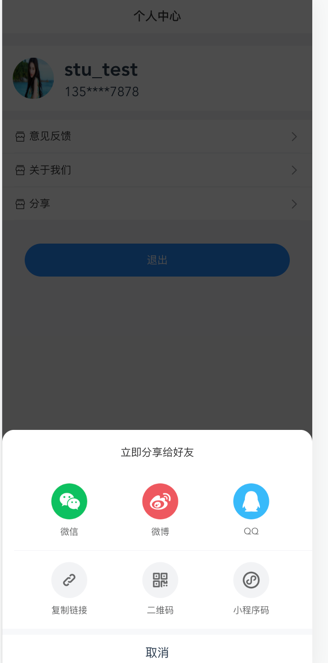 个人中心
stu_test
135****7878
意见反馈
关于我们
分享
退出
立即分享给好友
微信 微博 QQ
复制链接 二维码 小程序码
取消